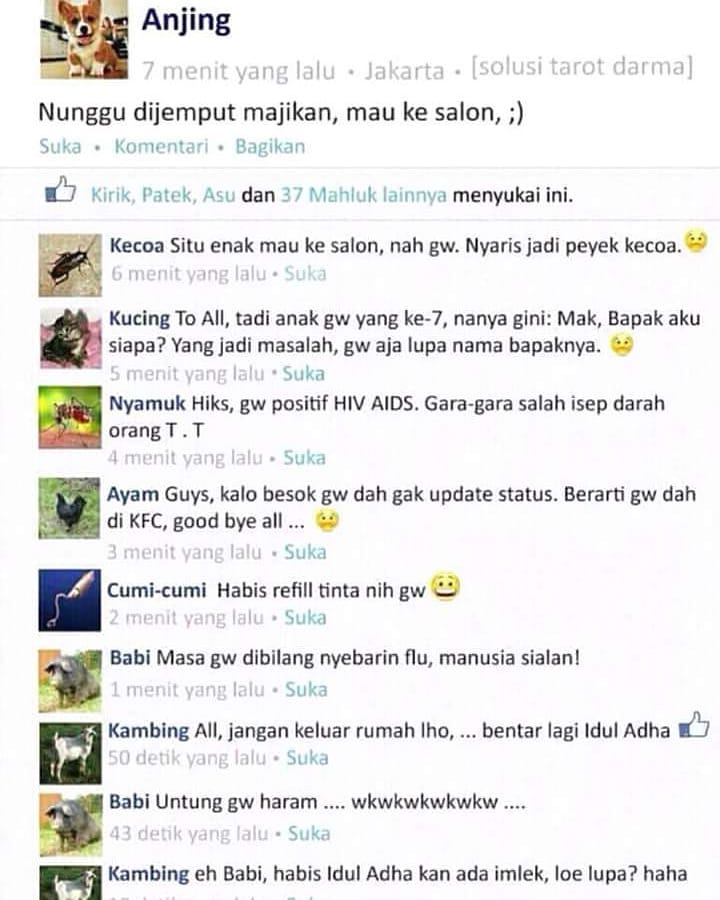 Anjing
7 menit yang lalu • Jakarta • [solusi tarot darma]
Nunggu dijemput majikan, mau ke salon, ;)
Suka • Komentari • Bagikan
Kirik, Patek, Asu dan 37 Mahluk lainnya menyukai ini.
Kecoa Situ enak mau ke salon, nah gw. Nyaris jadi peyek kecoa.
6 menit yang lalu • Suka
Kucing To All, tadi anak gw yang ke-7, nanya gini: Mak, Bapak aku
siapa? Yang jadi masalah, gw aja lupa nama bapaknya.
5 menit yang lalu • Suka
Nyamuk Hiks, gw positif HIV AIDS. Gara-gara salah isep darah
orang T . T
4 menit yang lalu • Suka
Ayam Guys, kalo besok gw dah gak update status. Berarti gw dah
di KFC, good bye all ...
3 menit yang lalu • Suka
Cumi-cumi Habis refill tinta nih gw
2 menit yang lalu • Suka
Babi Masa gw dibilang nyebarin flu, manusia sialan!
1 menit yang lalu • Suka
Kambing All, jangan keluar rumah lho, ... bentar lagi Idul Adha
50 detik yang lalu • Suka
Babi Untung gw haram .... wkwkwkwkwkw ....
43 detik yang lalu • Suka
Kambing eh Babi, habis Idul Adha kan ada imlek, loe lupa? haha